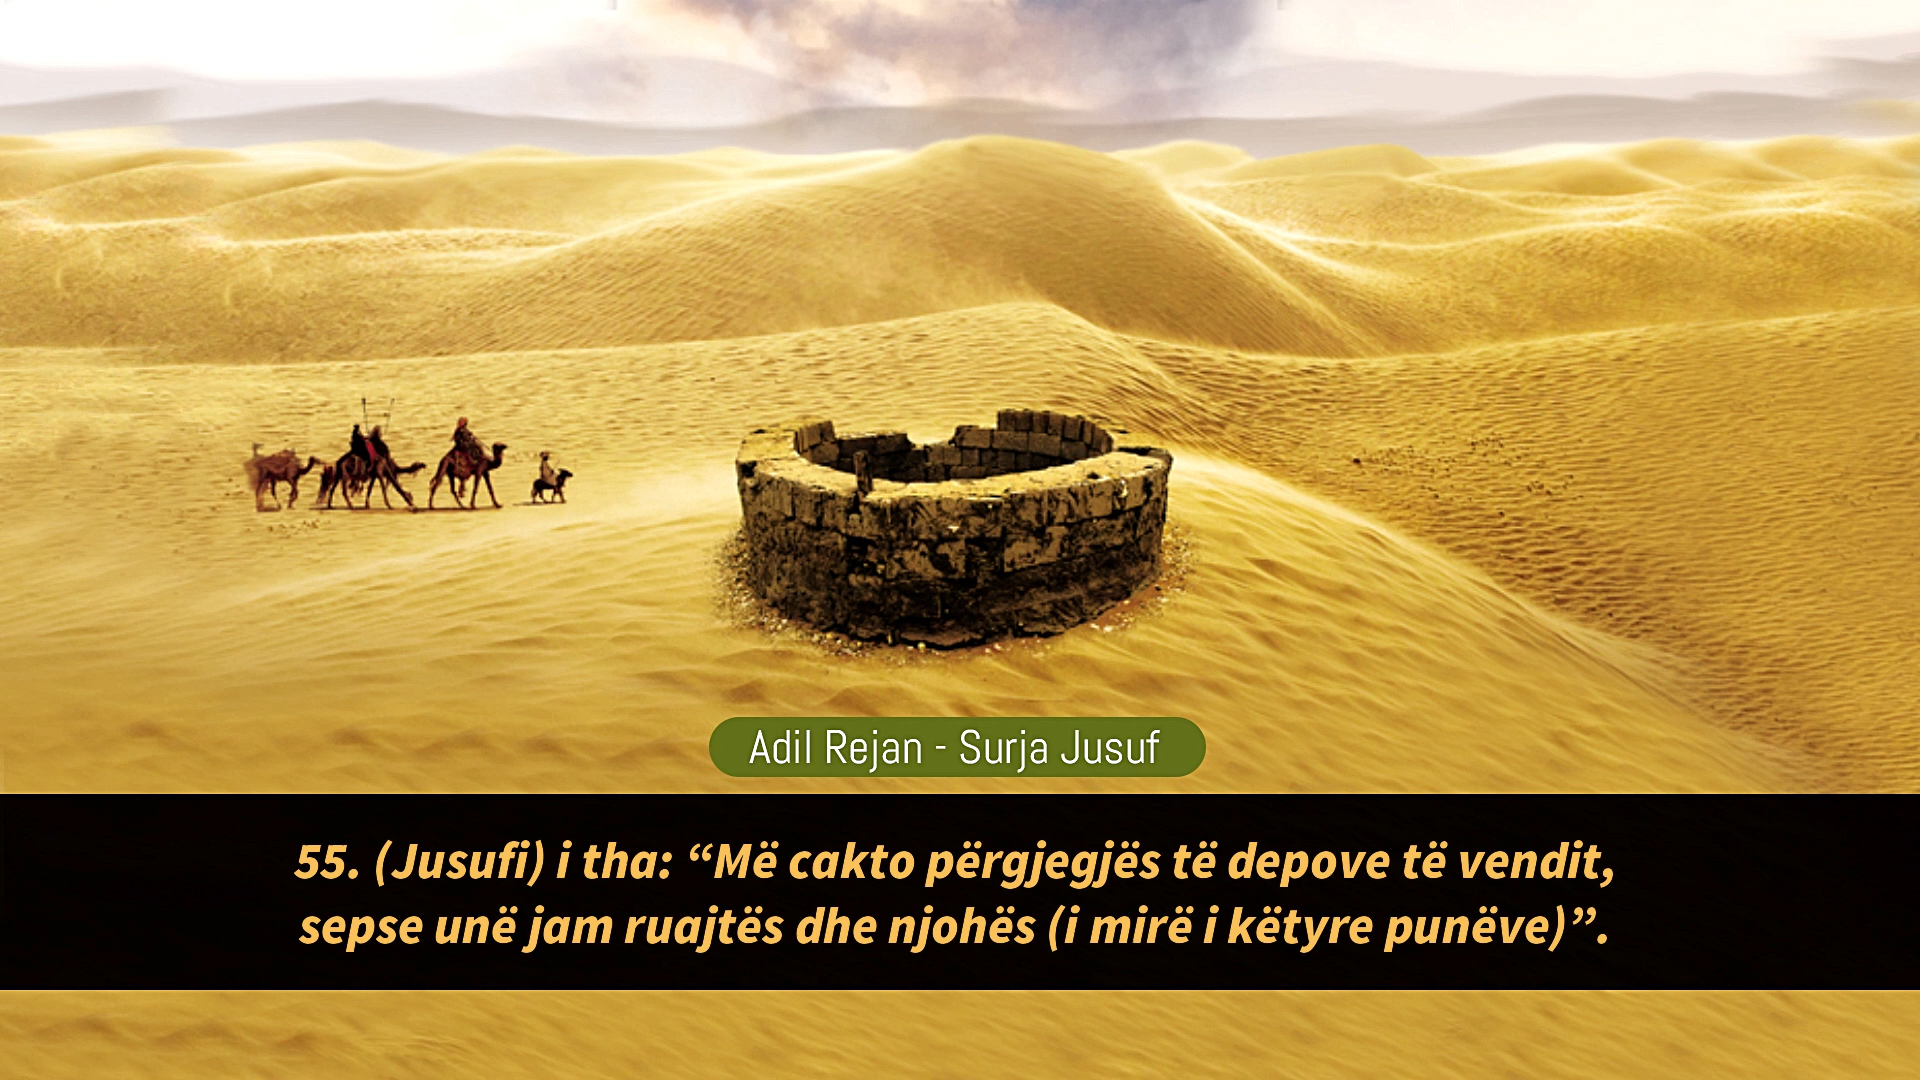 Adil Rejan - Surja Jusuf
55. (Jusufi) i tha: “Më cakto përgjegjës të depove të vendit,
sepse unë jam ruajtës dhe njohës (i mirë i këtyre punëve)”.